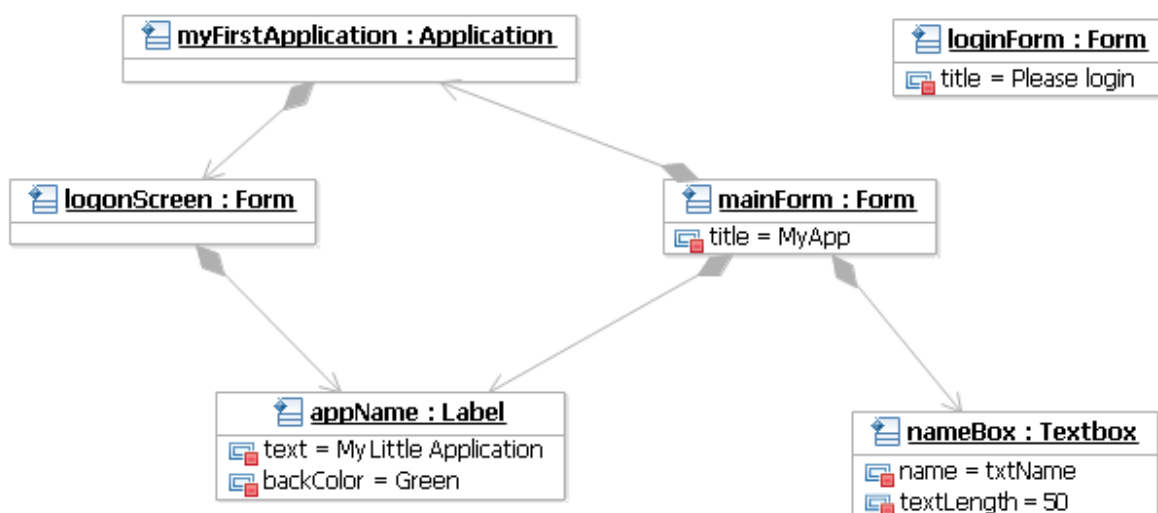 myFirstApplication : Application
loginForm : Form
title = Please login
logonScreen : Form
mainForm : Form
title = MyApp
appName : Label
text = My Little Application
backColor = Green
nameBox : Textbox
name = txtName
textLength = 50